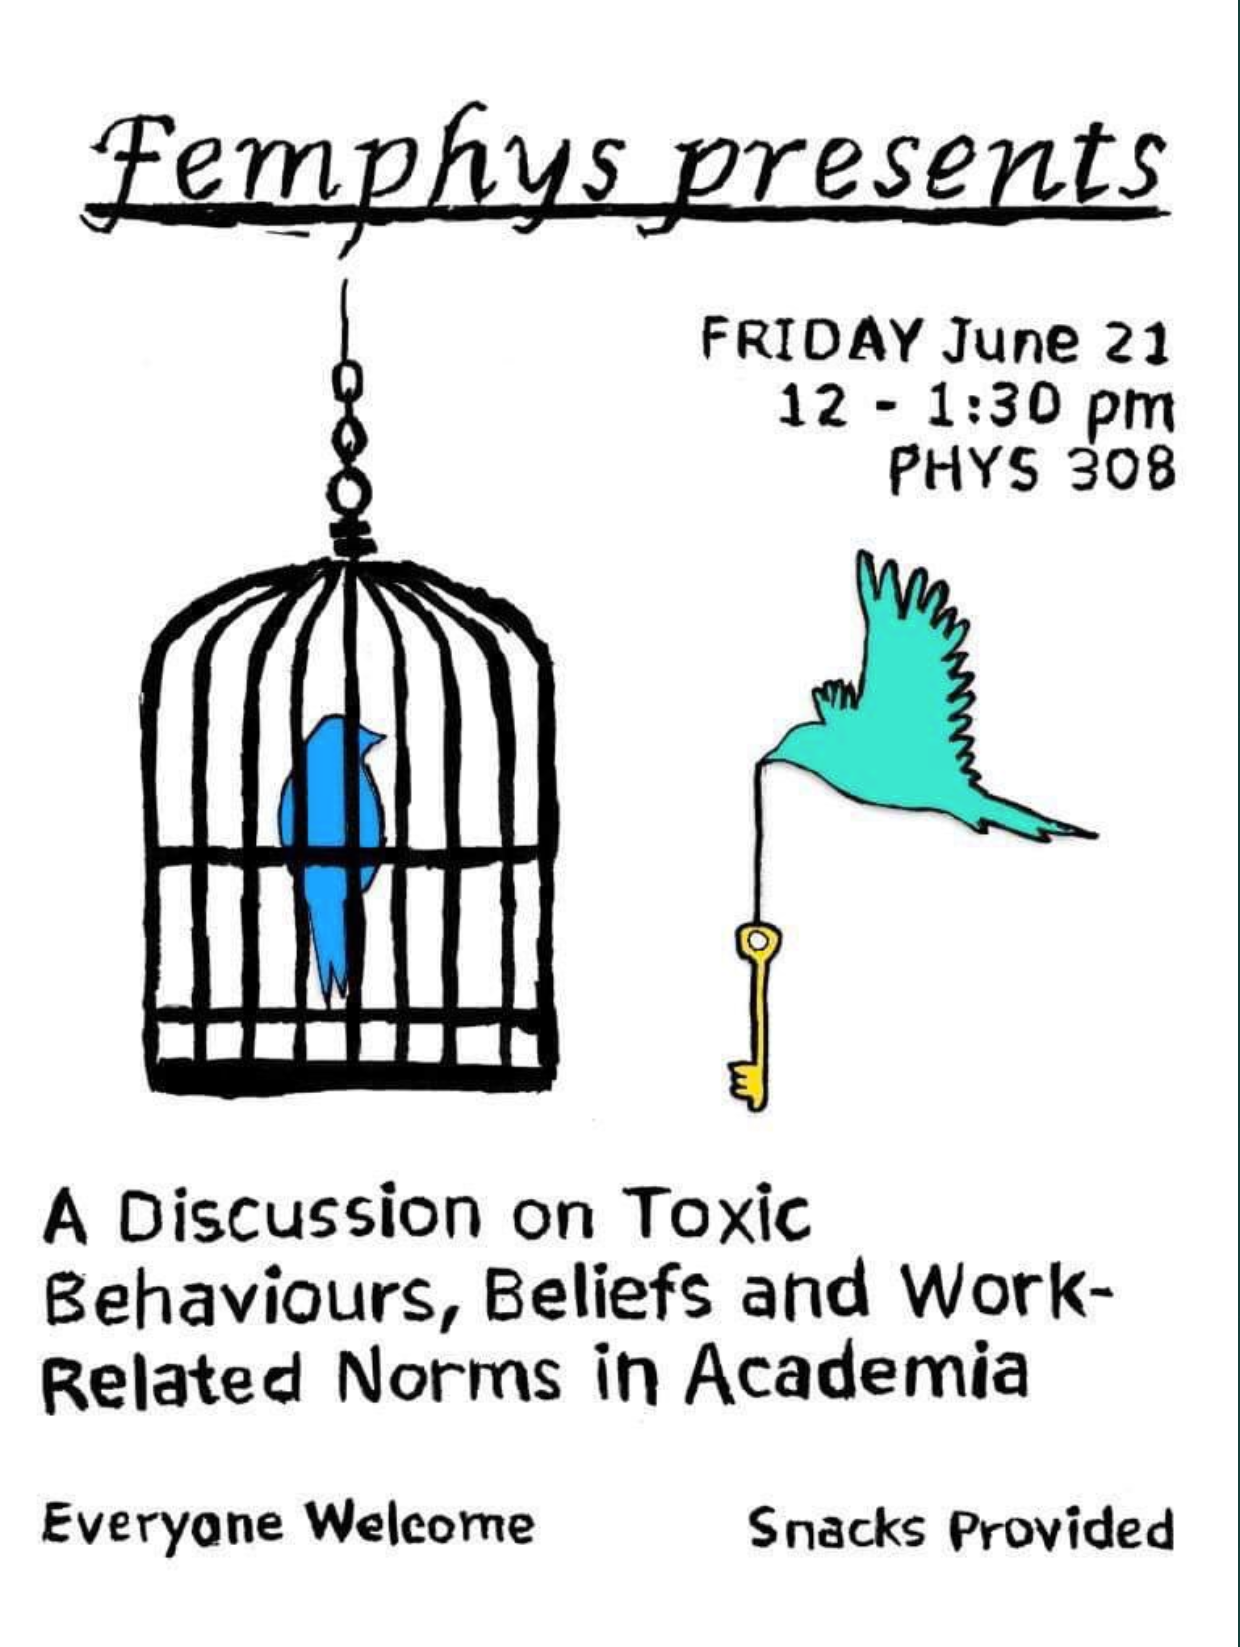 Femphys presents
FRIDAY June 21
12 - 1:30 pm
PHYS 308
A Discussion on Toxic
Behaviours, Beliefs and Work-
Related Norms in Academia
Everyone Welcome
Snacks Provided